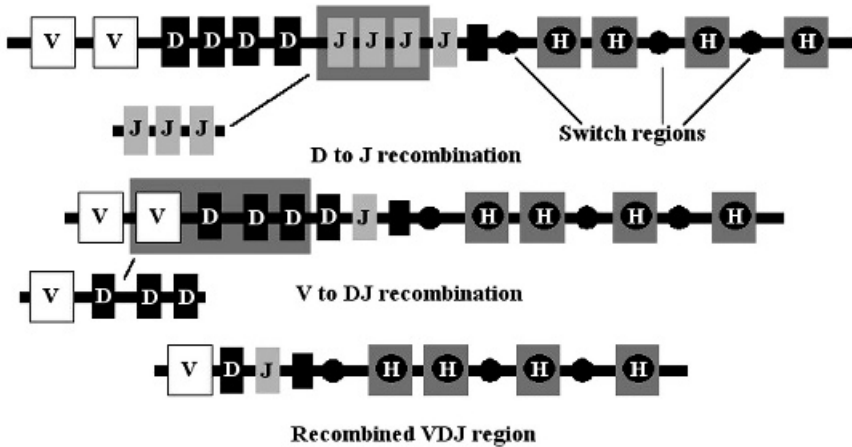 V V D D D D J J J J H H H H
J J J
Switch regions
D to J recombination
V V D D D D J H H H H
V D D D
V to DJ recombination
V D J H H H H
Recombined VDJ region